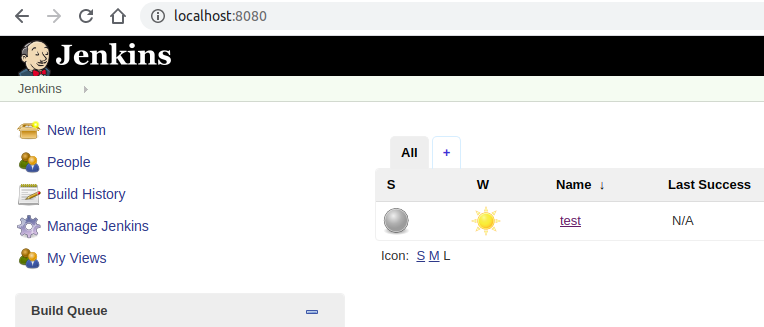 localhost:8080
Jenkins
Jenkins
New Item
People
Build History
Manage Jenkins
My Views
Build Queue
All +
S W Name ↓ Last Success
test N/A
Icon: S M L